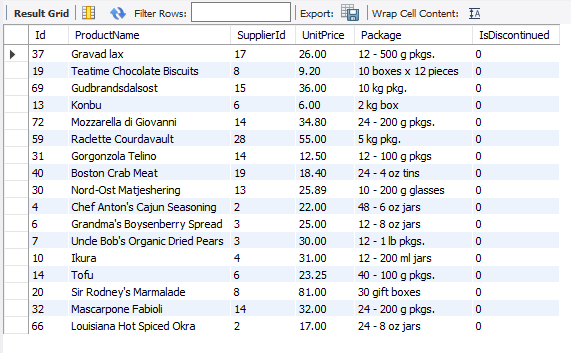 Result Grid Filter Rows: Export: Wrap Cell Content: IA
Id ProductName SupplierId UnitPrice Package IsDiscontinued
37 Gravad lax 17 26.00 12 - 500 g pkgs. 0
19 Teatime Chocolate Biscuits 8 9.20 10 boxes x 12 pieces 0
69 Gudbrandsdalsost 15 36.00 10 kg pkg. 0
13 Konbu 6 6.00 2 kg box 0
72 Mozzarella di Giovanni 14 34.80 24 - 200 g pkgs. 0
59 Raclette Courdavault 28 55.00 5 kg pkg. 0
31 Gorgonzola Telino 14 12.50 12 - 100 g pkgs 0
40 Boston Crab Meat 19 18.40 24 - 4 oz tins 0
30 Nord-Ost Matjeshering 13 25.89 10 - 200 g glasses 0
4 Chef Anton's Cajun Seasoning 2 22.00 48 - 6 oz jars 0
6 Grandma's Boysenberry Spread 3 25.00 12 - 8 oz jars 0
7 Uncle Bob's Organic Dried Pears 3 30.00 12 - 1 lb pkgs. 0
10 Ikura 4 31.00 12 - 200 ml jars 0
14 Tofu 6 23.25 40 - 100 g pkgs. 0
20 Sir Rodney's Marmalade 8 81.00 30 gift boxes 0
32 Mascarpone Fabioli 14 32.00 24 - 200 g pkgs. 0
66 Louisiana Hot Spiced Okra 2 17.00 24 - 8 oz jars 0